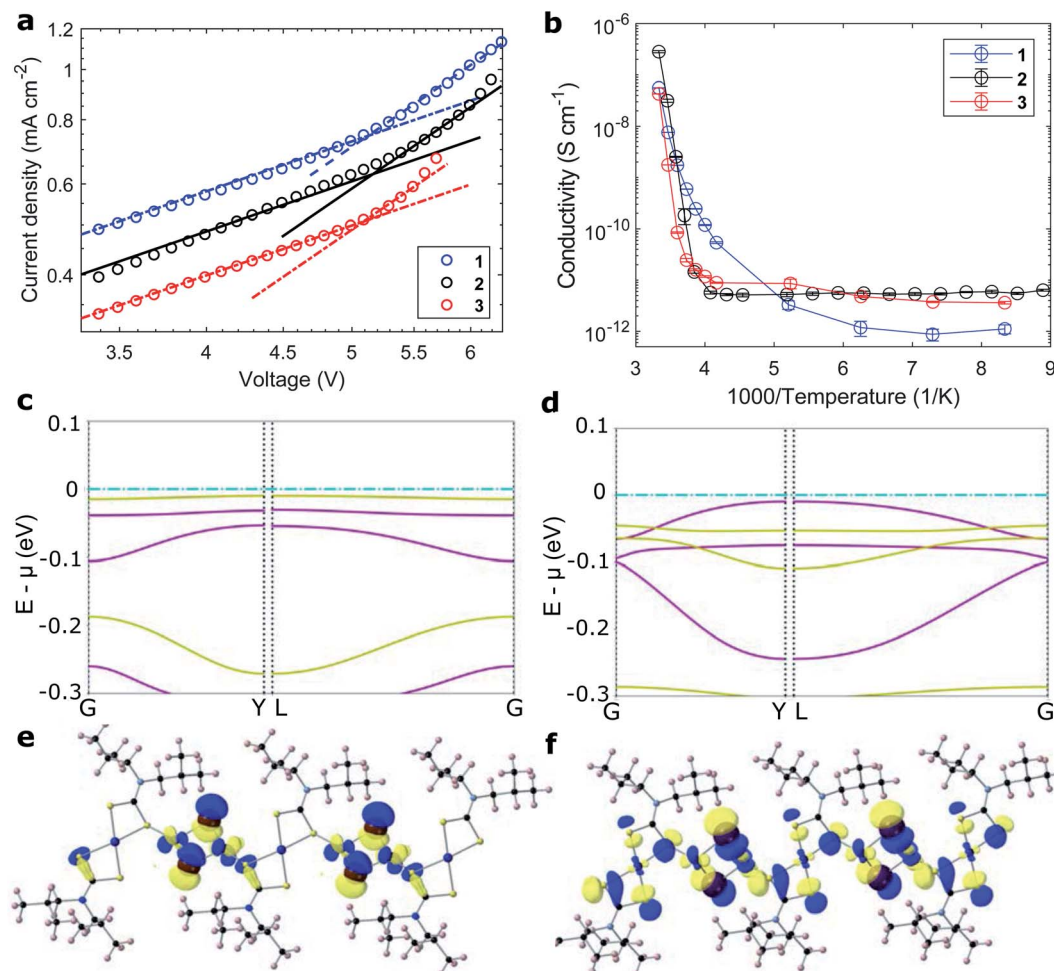 a
Current density (mA cm-2)
1.2
1
0.8
0.6
0.4
3.5 4 4.5 5 5.5 6
Voltage (V)
1
2
3
b
Conductivity (S cm-1)
10-6
10-8
10-10
10-12
3 4 5 6 7 8 9
1000/Temperature (1/K)
1
2
3
c
E - μ (eV)
0.1
0
-0.1
-0.2
-0.3
G Y L G
d
E - μ (eV)
0.1
0
-0.1
-0.2
-0.3
G Y L G
e
f